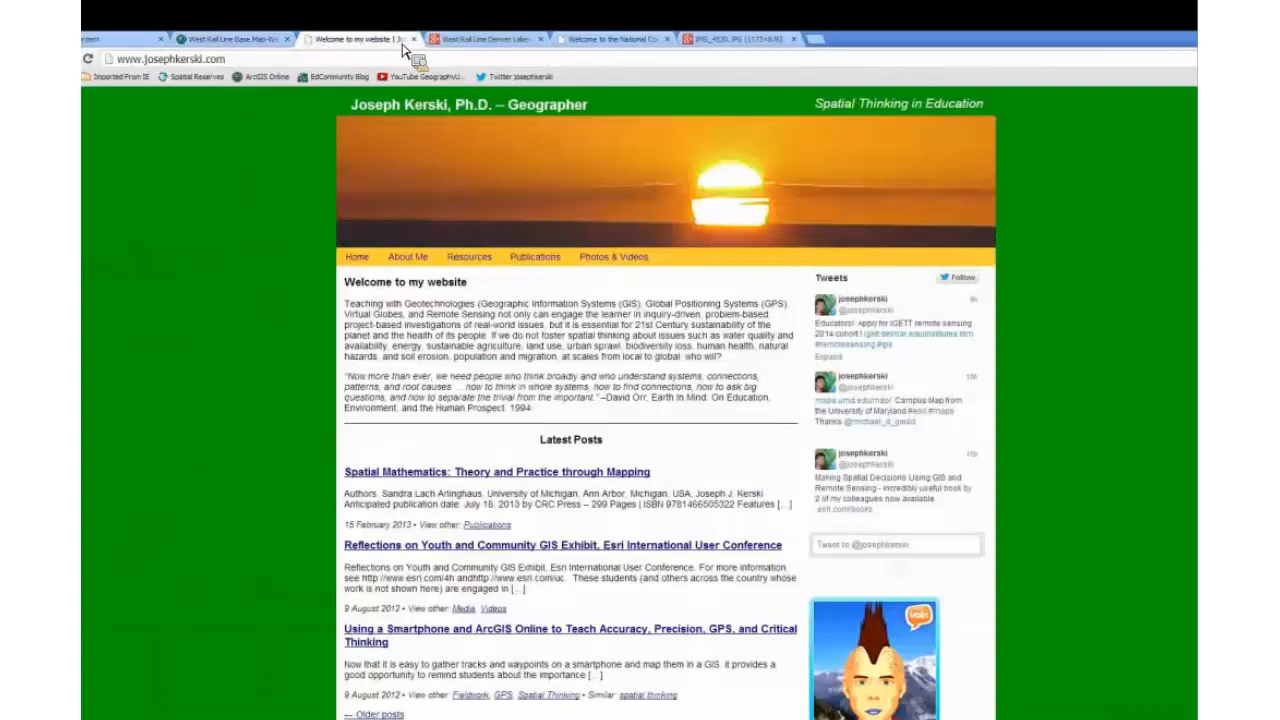 West Rail Line Base Map-We
Welcome to my website | Jo
West Rail Line Denver Lake-
Welcome to the National Co
IMG_4530.JPG
www.josephkerski.com
Imported From IE
Spatial Reserves
ArcGIS Online
EdCommunity Blog
YouTube GeographyU...
Twitter josephkerski
Joseph Kerski, Ph.D. – Geographer
Spatial Thinking in Education
Home About Me Resources Publications Photos & Videos
Welcome to my website
Teaching with Geotechnologies (Geographic Information Systems (GIS), Global Positioning Systems (GPS),
Virtual Globes, and Remote Sensing not only can engage the learner in inquiry-driven, problem-based,
project-based investigations of real-world issues, but it is essential for 21st Century sustainability of the
planet and the health of its people. If we do not foster spatial thinking about issues such as water quality and
availability, energy, sustainable agriculture, land use, urban sprawl, biodiversity loss, human health, natural
hazards, and soil erosion, population and migration, at scales from local to global, who will?
"Now more than ever, we need people who think broadly and who understand systems, connections,
patterns, and root causes ... how to think in whole systems, how to find connections, how to ask big
questions, and how to separate the trivial from the important." –David Orr, Earth In Mind: On Education,
Environment, and the Human Prospect, 1994
Latest Posts
Spatial Mathematics: Theory and Practice through Mapping
Authors: Sandra Lach Arlinghaus, University of Michigan, Ann Arbor, Michigan, USA, Joseph J. Kerski
Anticipated publication date: July 18, 2013 by CRC Press – 299 Pages | ISBN 9781466505322 Features [...]
15 February 2013 • View other: Publications
Reflections on Youth and Community GIS Exhibit, Esri International User Conference
Reflections on Youth and Community GIS Exhibit, Esri International User Conference. For more information,
see http://www.esri.com/4h andhttp://www.esri.com/uc. These students (and others across the country whose
work is not shown here) are engaged in [...]
9 August 2012 • View other: Media, Videos
Using a Smartphone and ArcGIS Online to Teach Accuracy, Precision, GPS, and Critical
Thinking
Now that it is easy to gather tracks and waypoints on a smartphone and map them in a GIS, it provides a
good opportunity to remind students about the importance [...]
9 August 2012 • View other: Fieldwork, GPS, Spatial Thinking • Similar: spatial thinking
← Older posts
Tweets
Follow
josephkerski
@josephkerski
Educators! Apply for iGETT remote sensing
2014 cohort!
#remotesensing #gis
Expand
josephkerski
@josephkerski
Campus Map from
the University of Maryland #esri #maps
Thanks @michael_d_gould
josephkerski
@josephkerski
Making Spatial Decisions Using GIS and
Remote Sensing - incredibly useful book by
2 of my colleagues now available
esri.com/books
Tweet to @josephkerski
voki